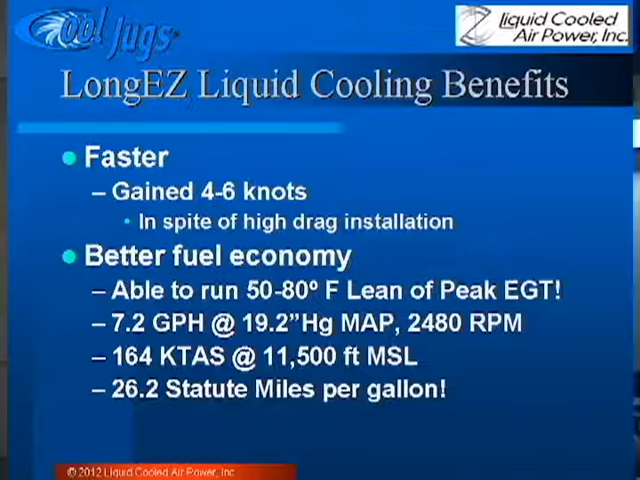 Cool Jugs
Liquid Cooled
Air Power, Inc.
LongEZ Liquid Cooling Benefits
Faster
– Gained 4-6 knots
• In spite of high drag installation
Better fuel economy
– Able to run 50-80º F Lean of Peak EGT!
– 7.2 GPH @ 19.2”Hg MAP, 2480 RPM
– 164 KTAS @ 11,500 ft MSL
– 26.2 Statute Miles per gallon!
© 2012 Liquid Cooled Air Power, Inc